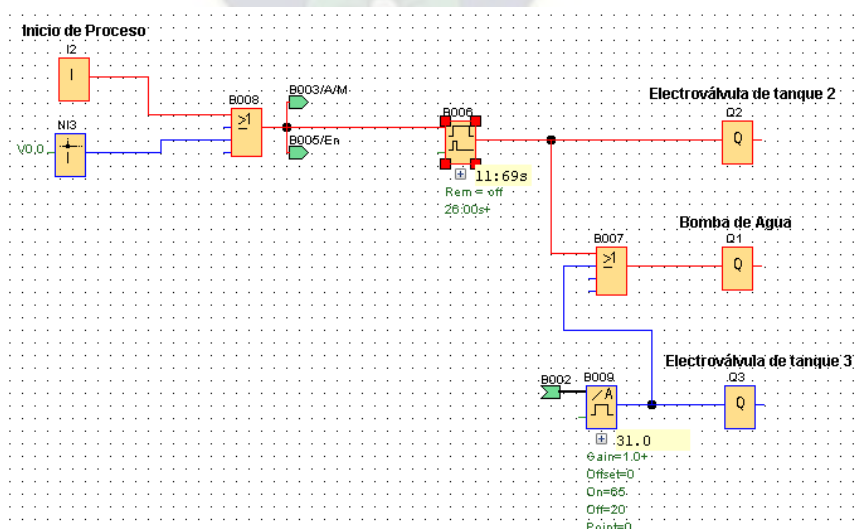 Inicio de Proceso
I2
I
B008
≥1
B003/A/M
B005/En
NI3
V0.0
I
B006
11:69s
Rem = off
26:00s+
Electroválvula de tanque 2
Q2
Q
Bomba de Agua
B007
≥1
Q1
Q
Electroválvula de tanque 3
B002
B009
/A
Q3
Q
31.0
Gain=1.0+
Offset=0
On=65
Off=20
Point=0